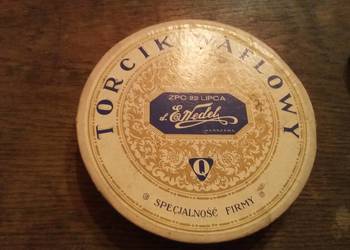 TORCIK WAFLOWY
ZPC 22 LIPCA
d. E. Wedel
WARSZAWA
Q
SPECJALNOŚĆ FIRMY